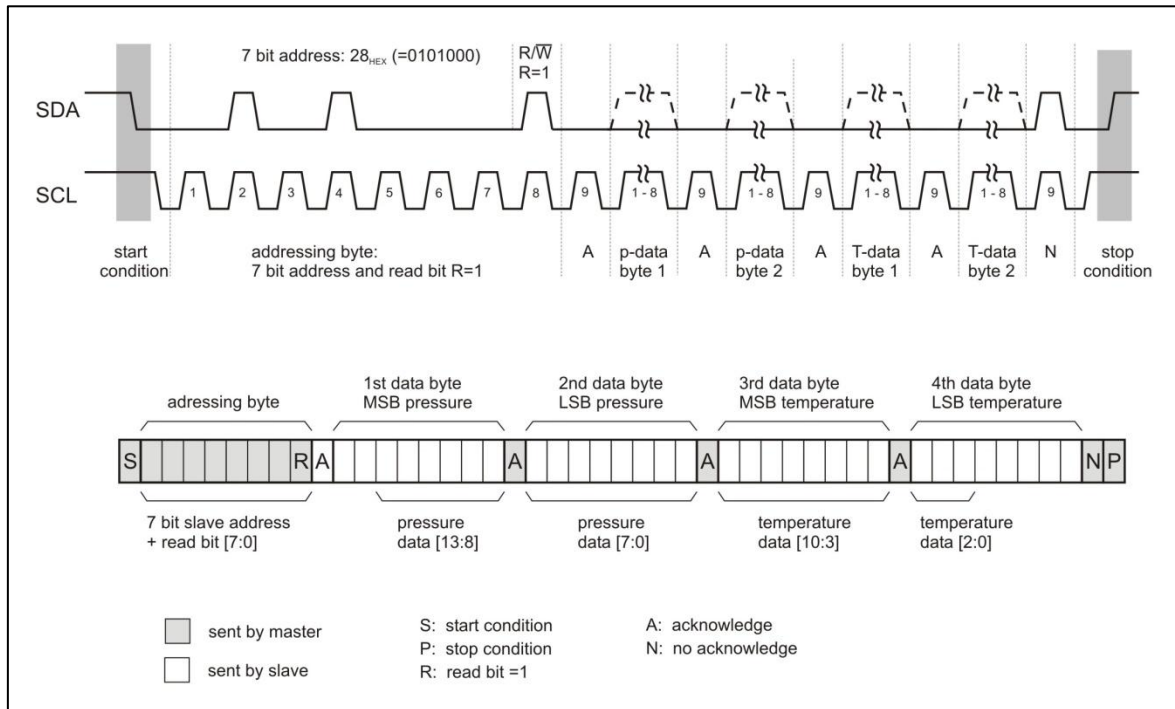 7 bit address: 28HEX (=0101000)
R/W̅
R=1
SDA
SCL
1 2 3 4 5 6 7 8 9 1 - 8 9 1 - 8 9 1 - 8 9 1 - 8 9
start
condition
addressing byte:
7 bit address and read bit R=1
A
p-data
byte 1
A
p-data
byte 2
A
T-data
byte 1
A
T-data
byte 2
N
stop
condition
adressing byte
1st data byte
MSB pressure
2nd data byte
LSB pressure
3rd data byte
MSB temperature
4th data byte
LSB temperature
S R A A A A N P
7 bit slave address
+ read bit [7:0]
pressure
data [13:8]
pressure
data [7:0]
temperature
data [10:3]
temperature
data [2:0]
sent by master
sent by slave
S: start condition
P: stop condition
R: read bit =1
A: acknowledge
N: no acknowledge